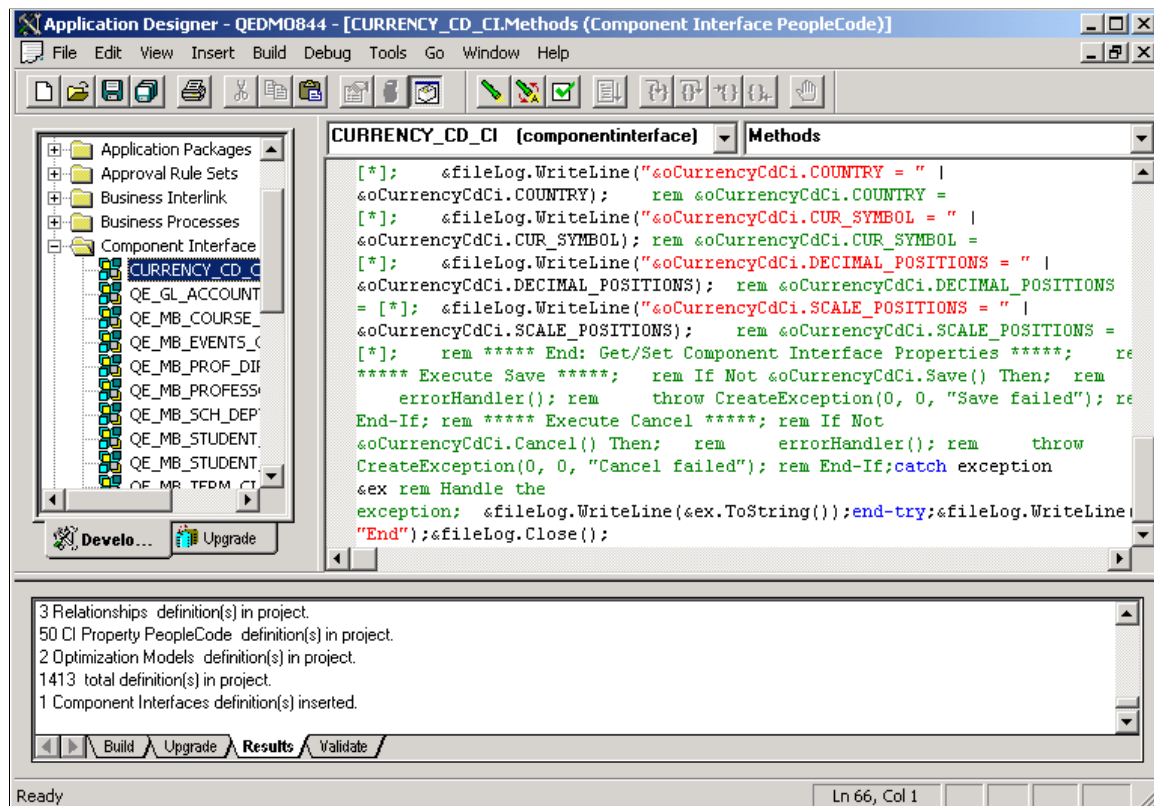 Application Designer - QEDMO844 - [CURRENCY_CD_CI.Methods (Component Interface PeopleCode)]
File Edit View Insert Build Debug Tools Go Window Help
Application Packages
Approval Rule Sets
Business Interlink
Business Processes
Component Interface
CURRENCY_CD_C
QE_GL_ACCOUNT
QE_MB_COURSE_
QE_MB_EVENTS_C
QE_MB_PROF_DIF
QE_MB_PROFESS
QE_MB_SCH_DEP
QE_MB_STUDENT_
QE_MB_STUDENT_
QE_MB_TERM_CI
Develo... Upgrade
CURRENCY_CD_CI (componentinterface) Methods
[*]; &fileLog.WriteLine("&oCurrencyCdCi.COUNTRY = " |
&oCurrencyCdCi.COUNTRY); rem &oCurrencyCdCi.COUNTRY =
[*]; &fileLog.WriteLine("&oCurrencyCdCi.CUR_SYMBOL = " |
&oCurrencyCdCi.CUR_SYMBOL); rem &oCurrencyCdCi.CUR_SYMBOL =
[*]; &fileLog.WriteLine("&oCurrencyCdCi.DECIMAL_POSITIONS = " |
&oCurrencyCdCi.DECIMAL_POSITIONS); rem &oCurrencyCdCi.DECIMAL_POSITIONS
= [*]; &fileLog.WriteLine("&oCurrencyCdCi.SCALE_POSITIONS = " |
&oCurrencyCdCi.SCALE_POSITIONS); rem &oCurrencyCdCi.SCALE_POSITIONS =
[*]; rem ***** End: Get/Set Component Interface Properties *****; re
***** Execute Save *****; rem If Not &oCurrencyCdCi.Save() Then; rem
errorHandler(); rem throw CreateException(0, 0, "Save failed"); re
End-If; rem ***** Execute Cancel *****; rem If Not
&oCurrencyCdCi.Cancel() Then; rem errorHandler(); rem throw
CreateException(0, 0, "Cancel failed"); rem End-If;catch exception
&ex rem Handle the
exception; &fileLog.WriteLine(&ex.ToString());end-try;&fileLog.WriteLine(
"End");&fileLog.Close();
3 Relationships definition(s) in project.
50 CI Property PeopleCode definition(s) in project.
2 Optimization Models definition(s) in project.
1413 total definition(s) in project.
1 Component Interfaces definition(s) inserted.
Build Upgrade Results Validate
Ready Ln 66, Col 1